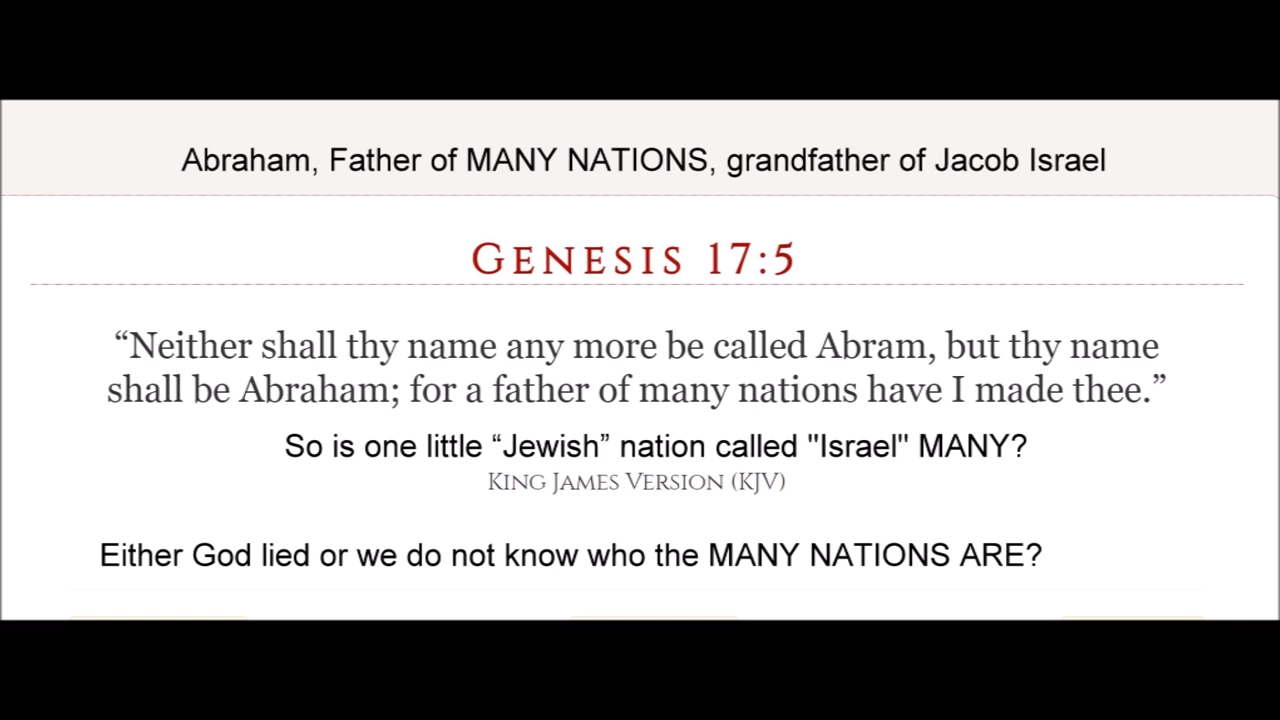 Abraham, Father of MANY NATIONS, grandfather of Jacob Israel
GENESIS 17:5
“Neither shall thy name any more be called Abram, but thy name
shall be Abraham; for a father of many nations have I made thee.”
So is one little “Jewish” nation called "Israel" MANY?
KING JAMES VERSION (KJV)
Either God lied or we do not know who the MANY NATIONS ARE?